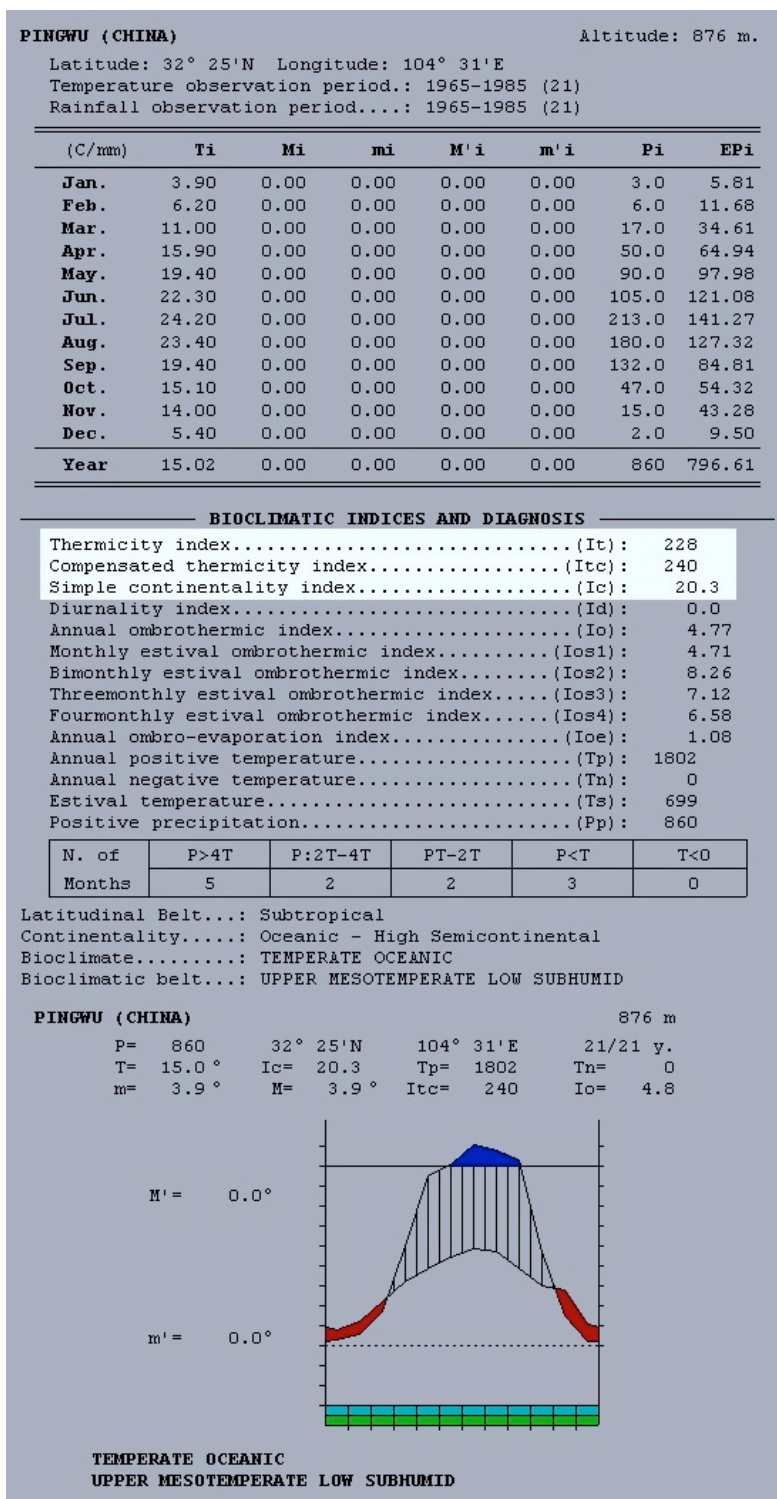 PINGWU (CHINA) Altitude: 876 m.
Latitude: 32° 25'N Longitude: 104° 31'E
Temperature observation period.: 1965-1985 (21)
Rainfall observation period....: 1965-1985 (21)
(C/mm) Ti Mi mi M'i m'i Pi EPi
Jan. 3.90 0.00 0.00 0.00 0.00 3.0 5.81
Feb. 6.20 0.00 0.00 0.00 0.00 6.0 11.68
Mar. 11.00 0.00 0.00 0.00 0.00 17.0 34.61
Apr. 15.90 0.00 0.00 0.00 0.00 50.0 64.94
May. 19.40 0.00 0.00 0.00 0.00 90.0 97.98
Jun. 22.30 0.00 0.00 0.00 0.00 105.0 121.08
Jul. 24.20 0.00 0.00 0.00 0.00 213.0 141.27
Aug. 23.40 0.00 0.00 0.00 0.00 180.0 127.32
Sep. 19.40 0.00 0.00 0.00 0.00 132.0 84.81
Oct. 15.10 0.00 0.00 0.00 0.00 47.0 54.32
Nov. 14.00 0.00 0.00 0.00 0.00 15.0 43.28
Dec. 5.40 0.00 0.00 0.00 0.00 2.0 9.50
Year 15.02 0.00 0.00 0.00 0.00 860 796.61
BIOCLIMATIC INDICES AND DIAGNOSIS
Thermicity index...............................(It): 228
Compensated thermicity index..................(Itc): 240
Simple continentality index....................(Ic): 20.3
Diurnality index...............................(Id): 0.0
Annual ombrothermic index......................(Io): 4.77
Monthly estival ombrothermic index...........(Ios1): 4.71
Bimonthly estival ombrothermic index.........(Ios2): 8.26
Threemonthly estival ombrothermic index......(Ios3): 7.12
Fourmonthly estival ombrothermic index.......(Ios4): 6.58
Annual ombro-evaporation index................(Ioe): 1.08
Annual positive temperature....................(Tp): 1802
Annual negative temperature....................(Tn): 0
Estival temperature............................(Ts): 699
Positive precipitation.........................(Pp): 860
N. of P>4T P:2T-4T PT-2T P<T T<0
Months 5 2 2 3 0
Latitudinal Belt...: Subtropical
Continentality.....: Oceanic - High Semicontinental
Bioclimate.........: TEMPERATE OCEANIC
Bioclimatic belt...: UPPER MESOTEMPERATE LOW SUBHUMID
PINGWU (CHINA) 876 m
P= 860 32° 25'N 104° 31'E 21/21 y.
T= 15.0° Ic= 20.3 Tp= 1802 Tn= 0
m= 3.9° M= 3.9° Itc= 240 Io= 4.8
M'= 0.0°
m'= 0.0°
TEMPERATE OCEANIC
UPPER MESOTEMPERATE LOW SUBHUMID